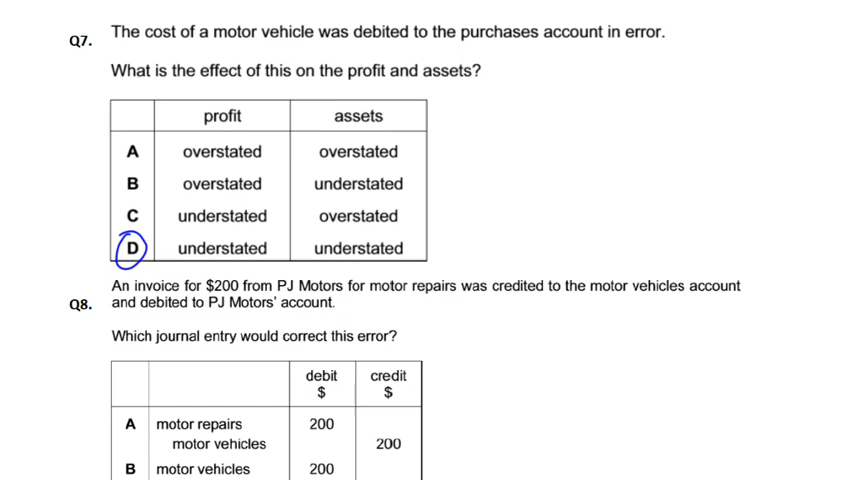 Q7. The cost of a motor vehicle was debited to the purchases account in error.
What is the effect of this on the profit and assets?
profit assets
A overstated overstated
B overstated understated
C understated overstated
D understated understated
An invoice for $200 from PJ Motors for motor repairs was credited to the motor vehicles account
Q8. and debited to PJ Motors' account.
Which journal entry would correct this error?
debit credit
$ $
A motor repairs 200
motor vehicles 200
B motor vehicles 200